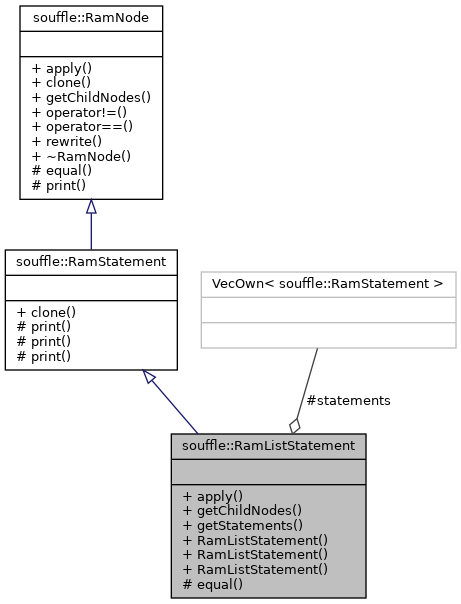 souffle::RamNode
+ apply()
+ clone()
+ getChildNodes()
+ operator!=()
+ operator==()
+ rewrite()
+ ~RamNode()
# equal()
# print()
souffle::RamStatement
+ clone()
# print()
# print()
# print()
VecOwn< souffle::RamStatement >
#statements
souffle::RamListStatement
+ apply()
+ getChildNodes()
+ getStatements()
+ RamListStatement()
+ RamListStatement()
+ RamListStatement()
# equal()